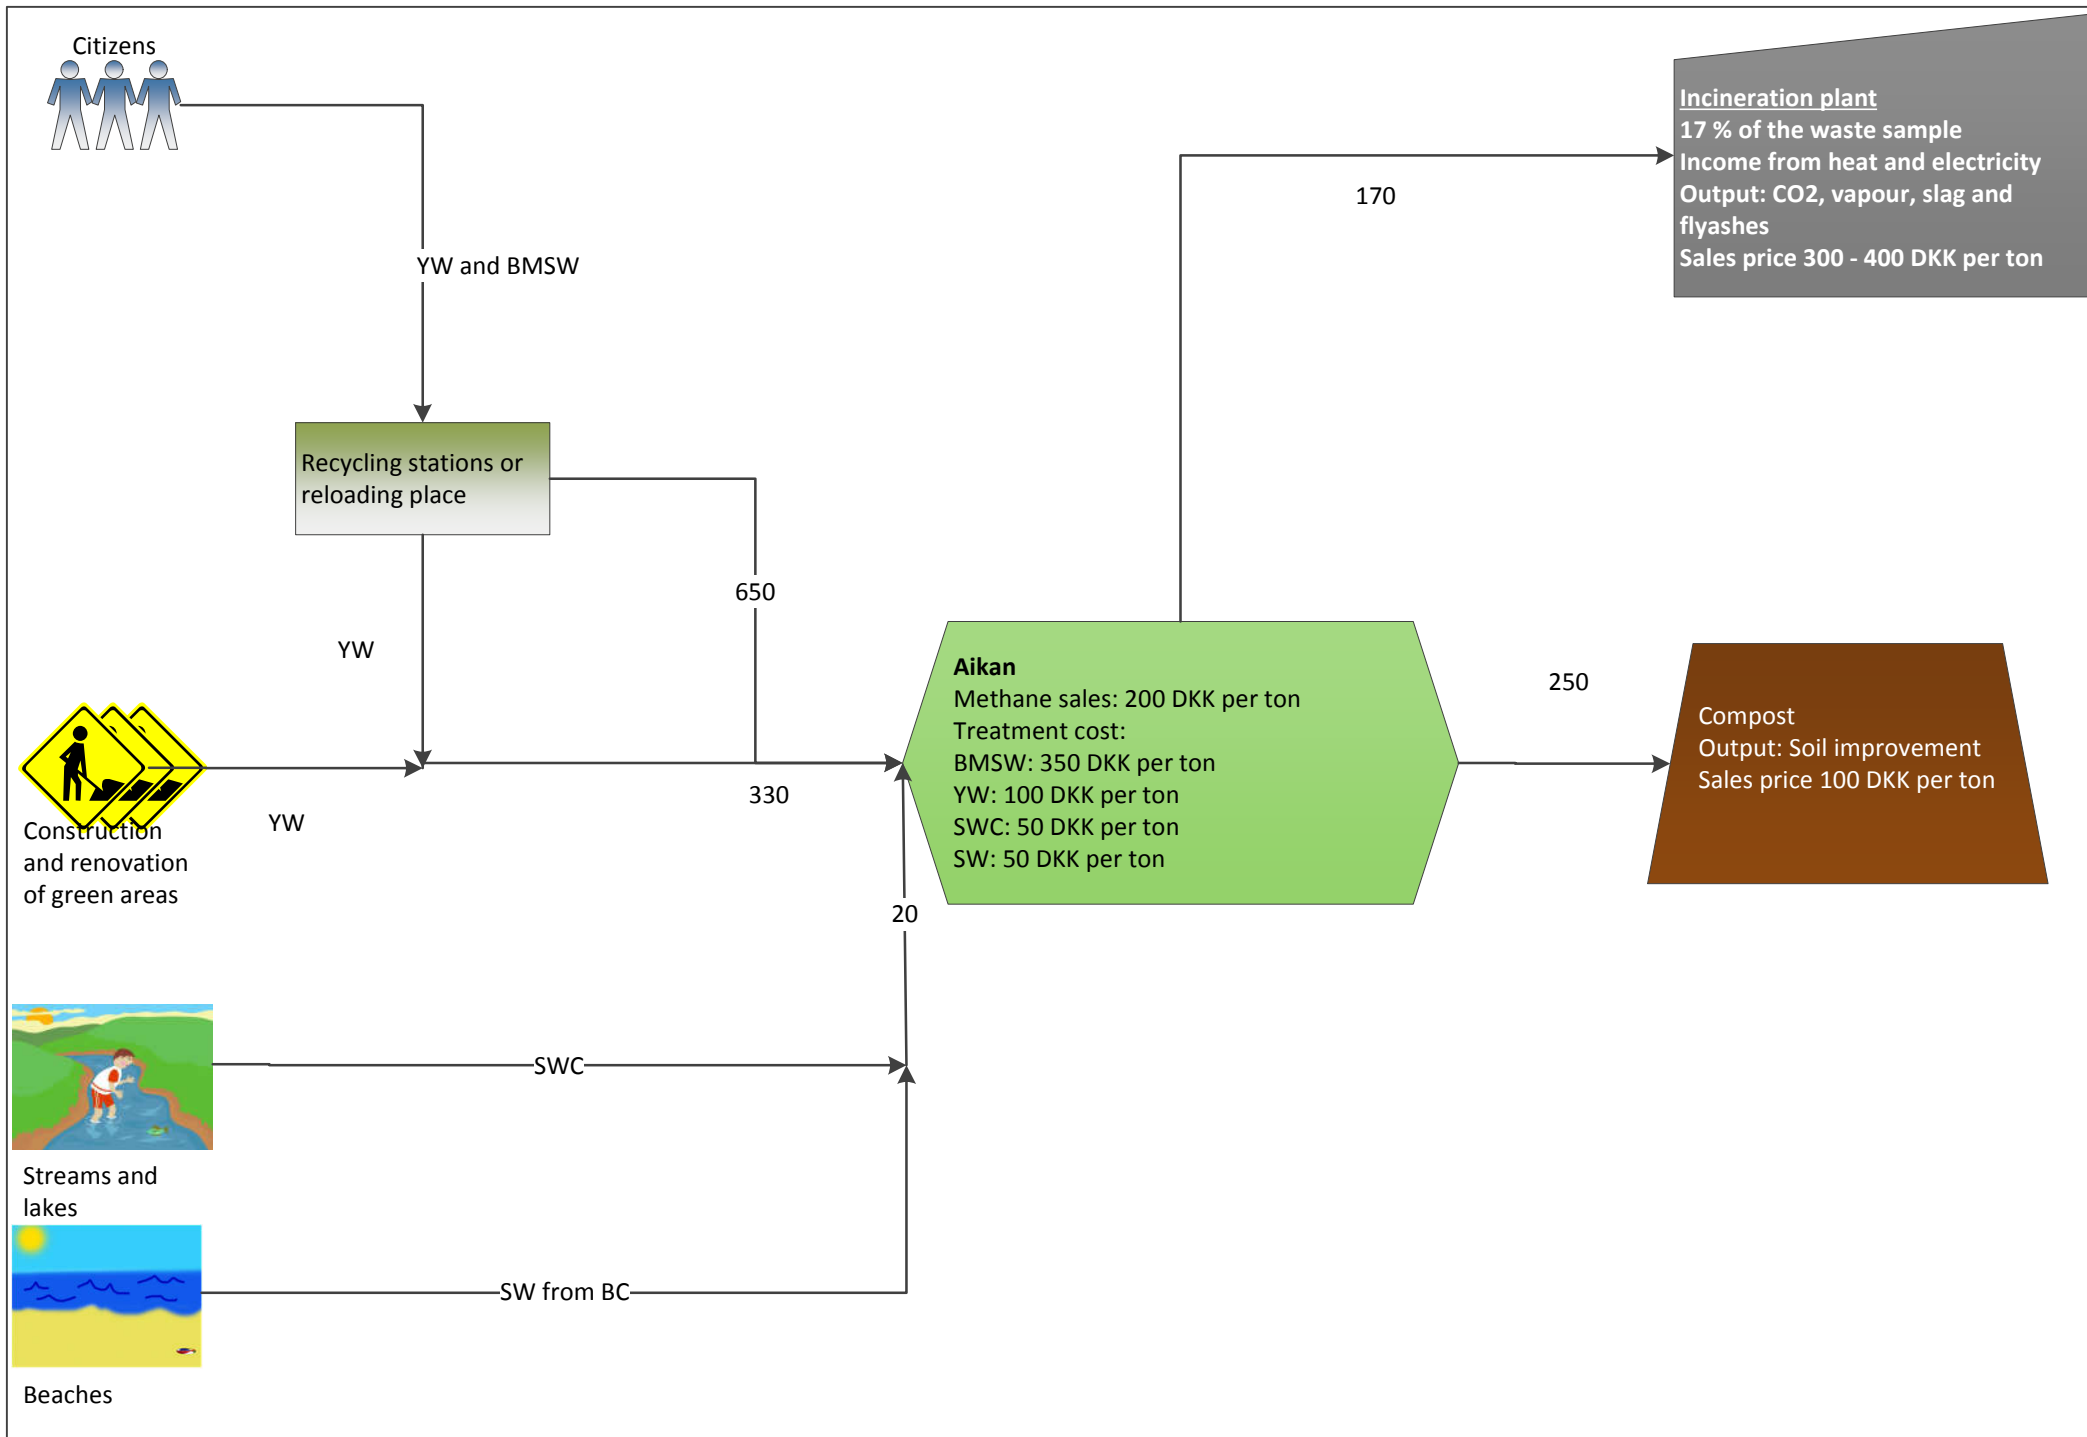 Citizens
Incineration plant
17 % of the waste sample
Income from heat and electricity
Output: CO2, vapour, slag and
flyashes
Sales price 300 - 400 DKK per ton
170
YW and BMSW
Recycling stations or
reloading place
650
YW
330
YW
Construction
and renovation
of green areas
Aikan
Methane sales: 200 DKK per ton
Treatment cost:
BMSW: 350 DKK per ton
YW: 100 DKK per ton
SWC: 50 DKK per ton
SW: 50 DKK per ton
250
Compost
Output: Soil improvement
Sales price 100 DKK per ton
20
SWC
Streams and
lakes
SW from BC
Beaches